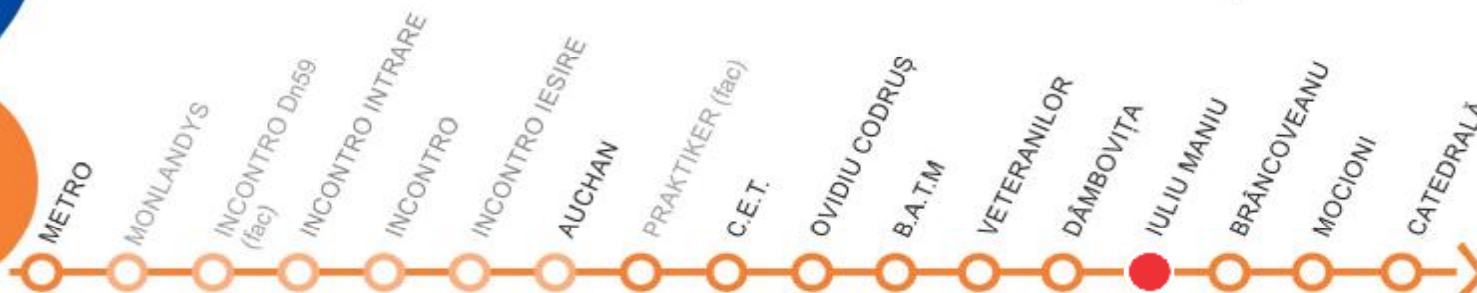 METRO
MONLANDYS
INCONTRO Dn59
(fac)
INCONTRO INTRARE
INCONTRO
INCONTRO IESIRE
AUCHAN
PRAKTIKER (fac)
C.E.T.
OVIDIU CODRUȘ
B.A.T.M
VETERANILOR
DÂMBOVIȚA
IULIU MANIU
BRÂNCOVEANU
MOCIONI
CATEDRALĂ